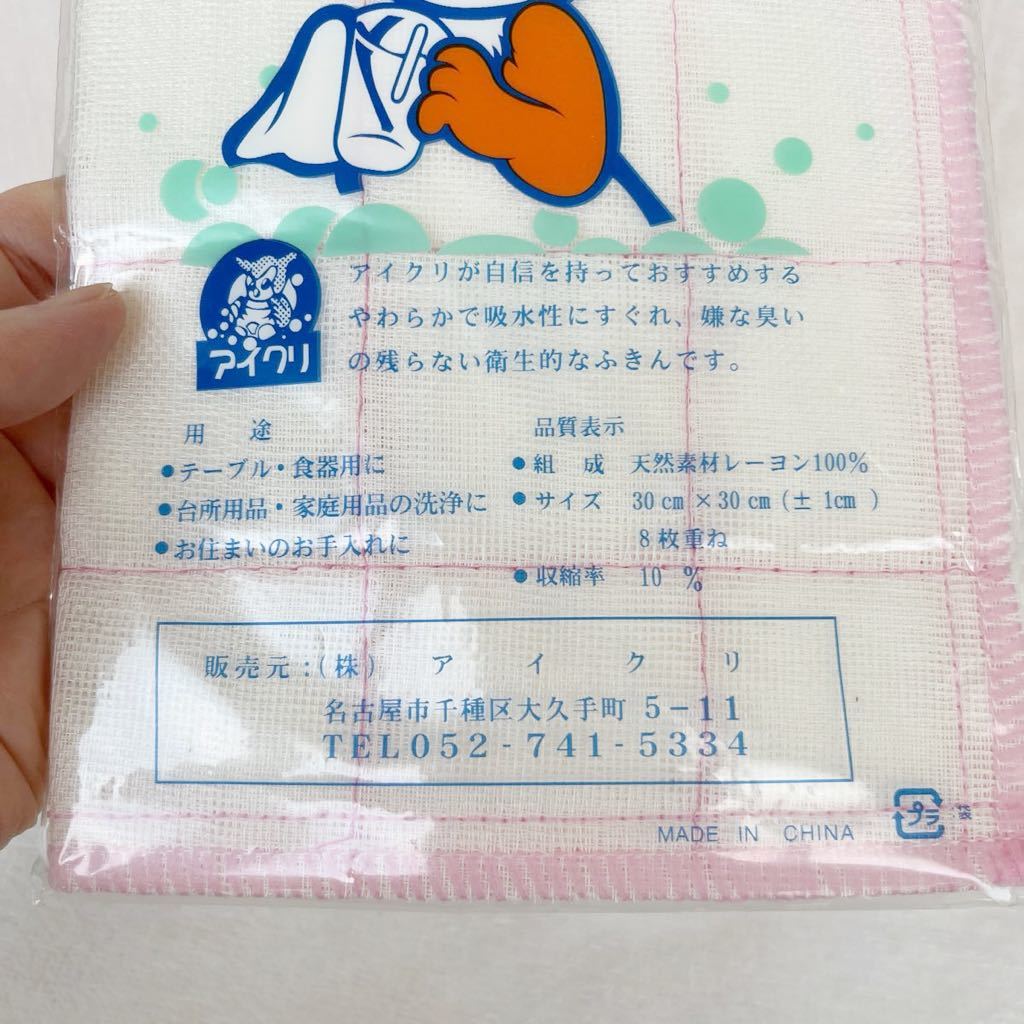 アイクリが自信を持っておすすめする
やわらかで吸水性にすぐれ、嫌な臭い
の残らない衛生的なふきんです。
アイクリ
用 途
●テーブル・食器用に
●台所用品・家庭用品の洗浄に
●お住まいのお手入れに
品質表示
●組 成 天然素材レーヨン100%
●サイズ 30cm×30cm(±1cm)
8枚重ね
●収縮率 10 %
販売元:(株) アイクリ
名古屋市千種区大久手町 5-11
TEL052-741-5334
プラ
袋
MADE IN CHINA